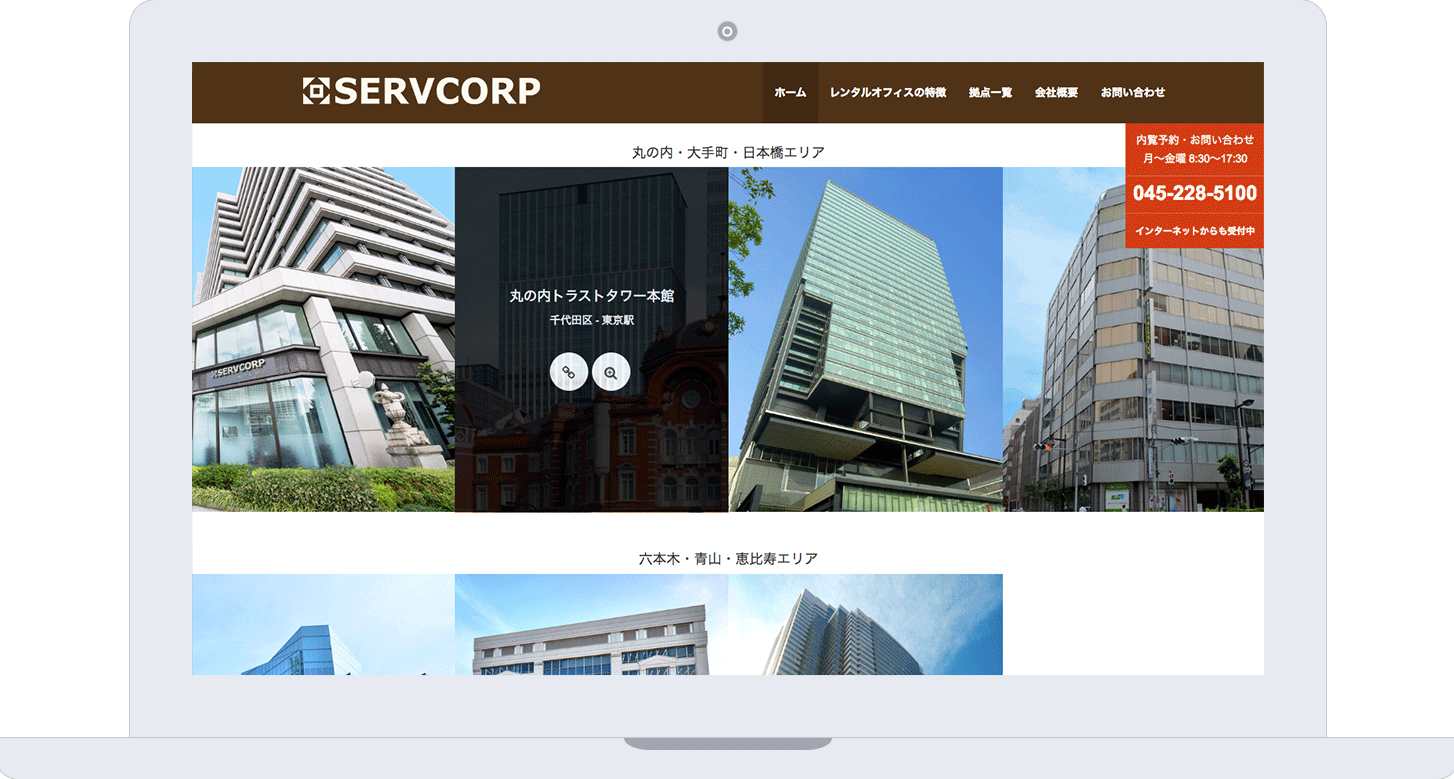 SERVCORP
ホーム
レンタルオフィスの特徴
拠点一覧
会社概要
お問い合わせ
内覧予約・お問い合わせ
月〜金曜 8:30〜17:30
045-228-5100
インターネットからも受付中
丸の内・大手町・日本橋エリア
SERVCORP
丸の内トラストタワー本館
千代田区 - 東京駅
六本木・青山・恵比寿エリア